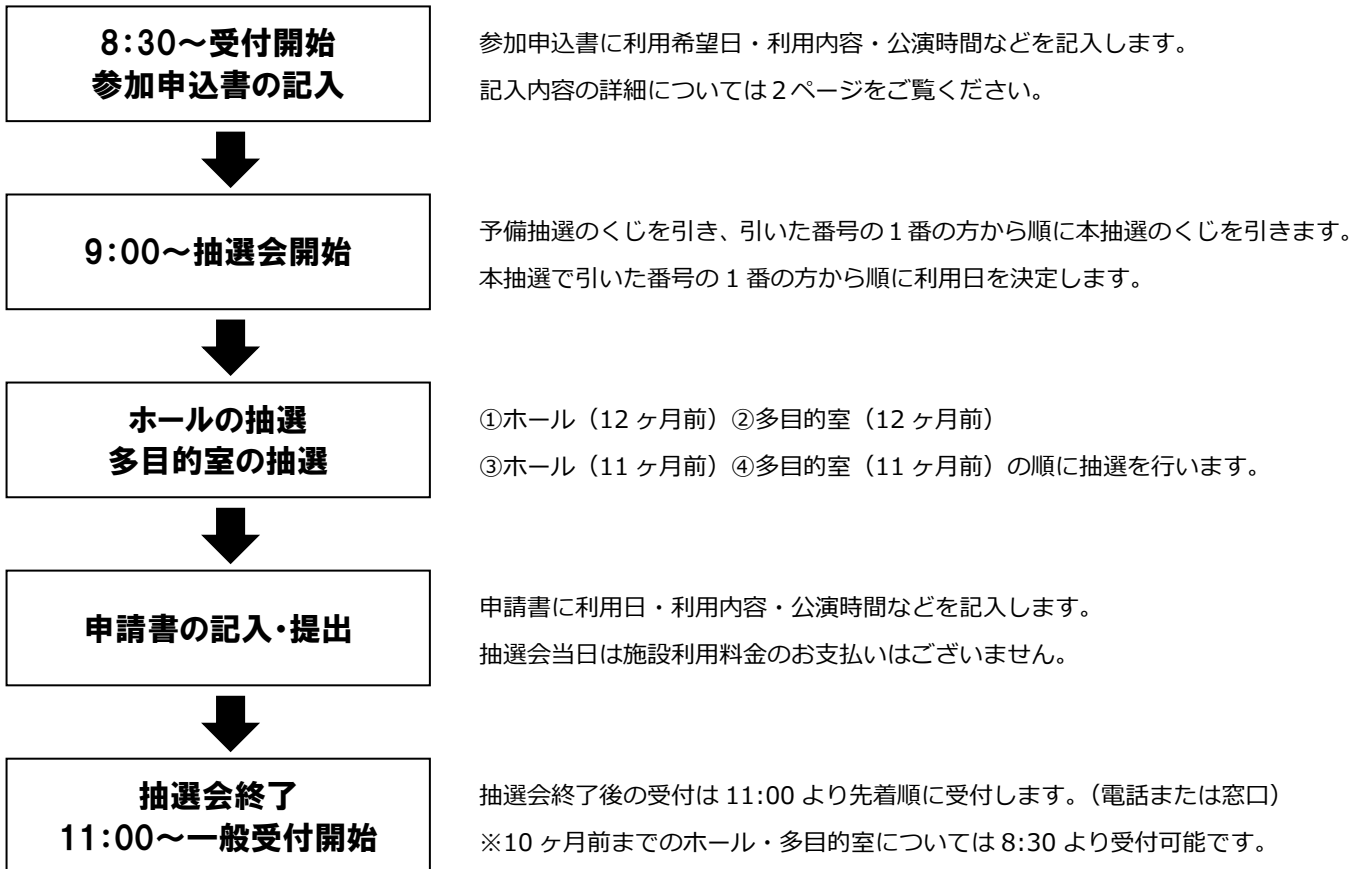 8:30～受付開始
参加申込書の記入
参加申込書に利用希望日・利用内容・公演時間などを記入します。
記入内容の詳細については２ページをご覧ください。
9:00～抽選会開始
予備抽選のくじを引き、引いた番号の１番の方から順に本抽選のくじを引きます。
本抽選で引いた番号の 1 番の方から順に利用日を決定します。
ホールの抽選
多目的室の抽選
①ホール（12 ヶ月前）②多目的室（12 ヶ月前）
③ホール（11 ヶ月前）④多目的室（11 ヶ月前）の順に抽選を行います。
申請書の記入・提出
申請書に利用日・利用内容・公演時間などを記入します。
抽選会当日は施設利用料金のお支払いはございません。
抽選会終了
11:00～一般受付開始
抽選会終了後の受付は 11:00 より先着順に受付します。（電話または窓口）
※10 ヶ月前までのホール・多目的室については 8:30 より受付可能です。